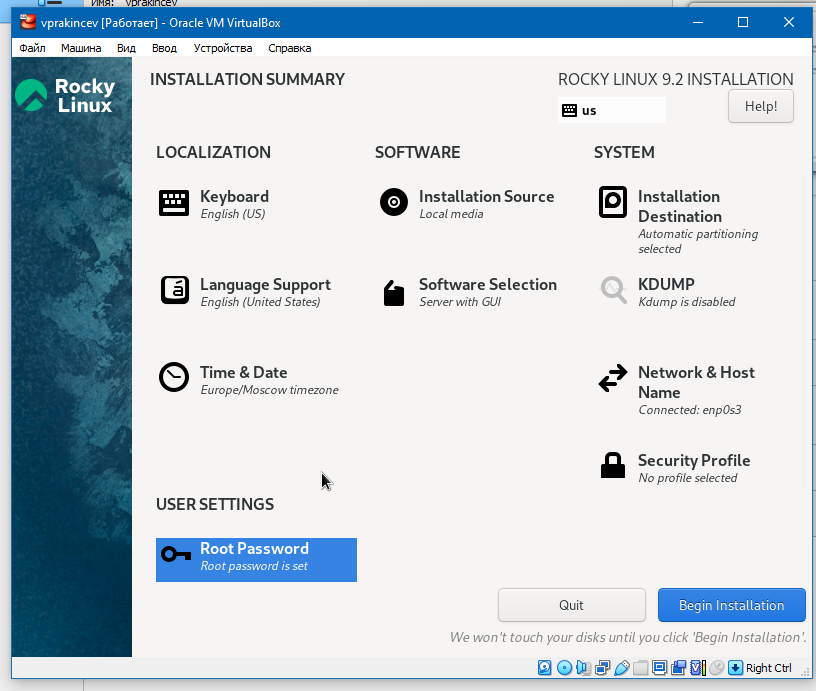 Имя: vprakincev
vprakincev [Работает] - Oracle VM VirtualBox
Файл Машина Вид Ввод Устройства Справка
Rocky
Linux
INSTALLATION SUMMARY
ROCKY LINUX 9.2 INSTALLATION
us
Help!
LOCALIZATION
Keyboard
English (US)
Language Support
English (United States)
Time & Date
Europe/Moscow timezone
SOFTWARE
Installation Source
Local media
Software Selection
Server with GUI
SYSTEM
Installation
Destination
Automatic partitioning
selected
KDUMP
Kdump is disabled
Network & Host
Name
Connected: enp0s3
Security Profile
No profile selected
USER SETTINGS
Root Password
Root password is set
Quit
Begin Installation
We won't touch your disks until you click 'Begin Installation'.
Right Ctrl